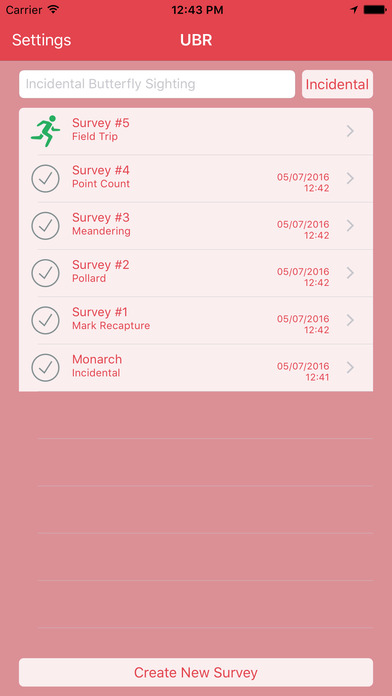 Carrier 12:43 PM
Settings UBR
Incidental Butterfly Sighting Incidental
Survey #5
Field Trip
Survey #4
Point Count
05/07/2016
12:42
Survey #3
Meandering
05/07/2016
12:42
Survey #2
Pollard
05/07/2016
12:42
Survey #1
Mark Recapture
05/07/2016
12:42
Monarch
Incidental
05/07/2016
12:41
Create New Survey